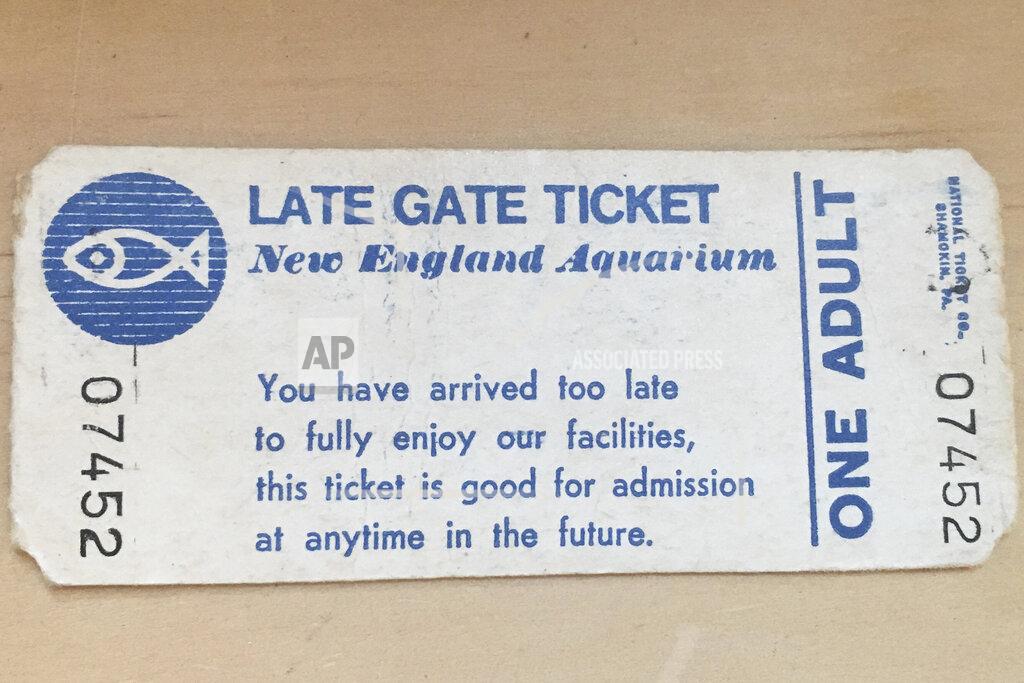 LATE GATE TICKET
New England Aquarium
AP
ASSOCIATED PRESS
You have arrived too late
to fully enjoy our facilities,
this ticket is good for admission
at anytime in the future.
07452
ONE ADULT
NATIONAL TICKET CO.
SHAMOKIN, PA.
07452